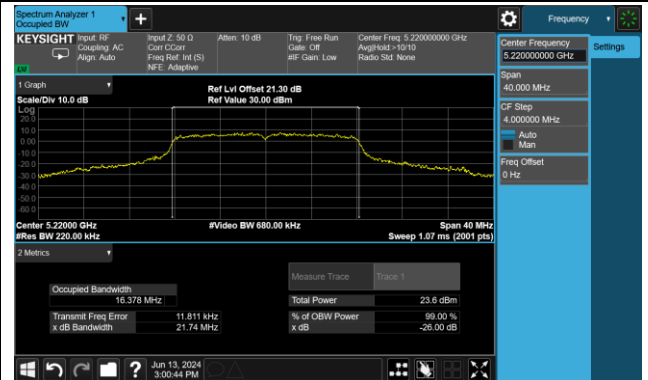 Spectrum Analyzer 1
Occupied BW
Frequency
KEYSIGHT
Input: RF
Coupling: AC
Align: Auto
Input Z: 50 Ω
Corr CCorr
Freq Ref: Int (S)
NFE: Adaptive
Atten: 10 dB
Trig: Free Run
Gate: Off
#IF Gain: Low
Center Freq: 5.220000000 GHz
Avg|Hold:>10/10
Radio Std: None
Center Frequency
5.220000000 GHz
Settings
Span
40.000 MHz
CF Step
4.000000 MHz
Auto
Man
Freq Offset
0 Hz
1 Graph
Scale/Div 10.0 dB
Ref Lvl Offset 21.30 dB
Ref Value 30.00 dBm
Log
20.0
10.0
0.00
-10.0
-20.0
-30.0
-40.0
-50.0
-60.0
Center 5.22000 GHz
#Video BW 680.00 kHz
Span 40 MHz
#Res BW 220.00 kHz
Sweep 1.07 ms (2001 pts)
2 Metrics
Measure Trace
Trace 1
Occupied Bandwidth
16.378 MHz
Total Power
23.6 dBm
Transmit Freq Error
11.811 kHz
% of OBW Power
99.00 %
x dB Bandwidth
21.74 MHz
x dB
-26.00 dB
?
Jun 13, 2024
3:00:44 PM